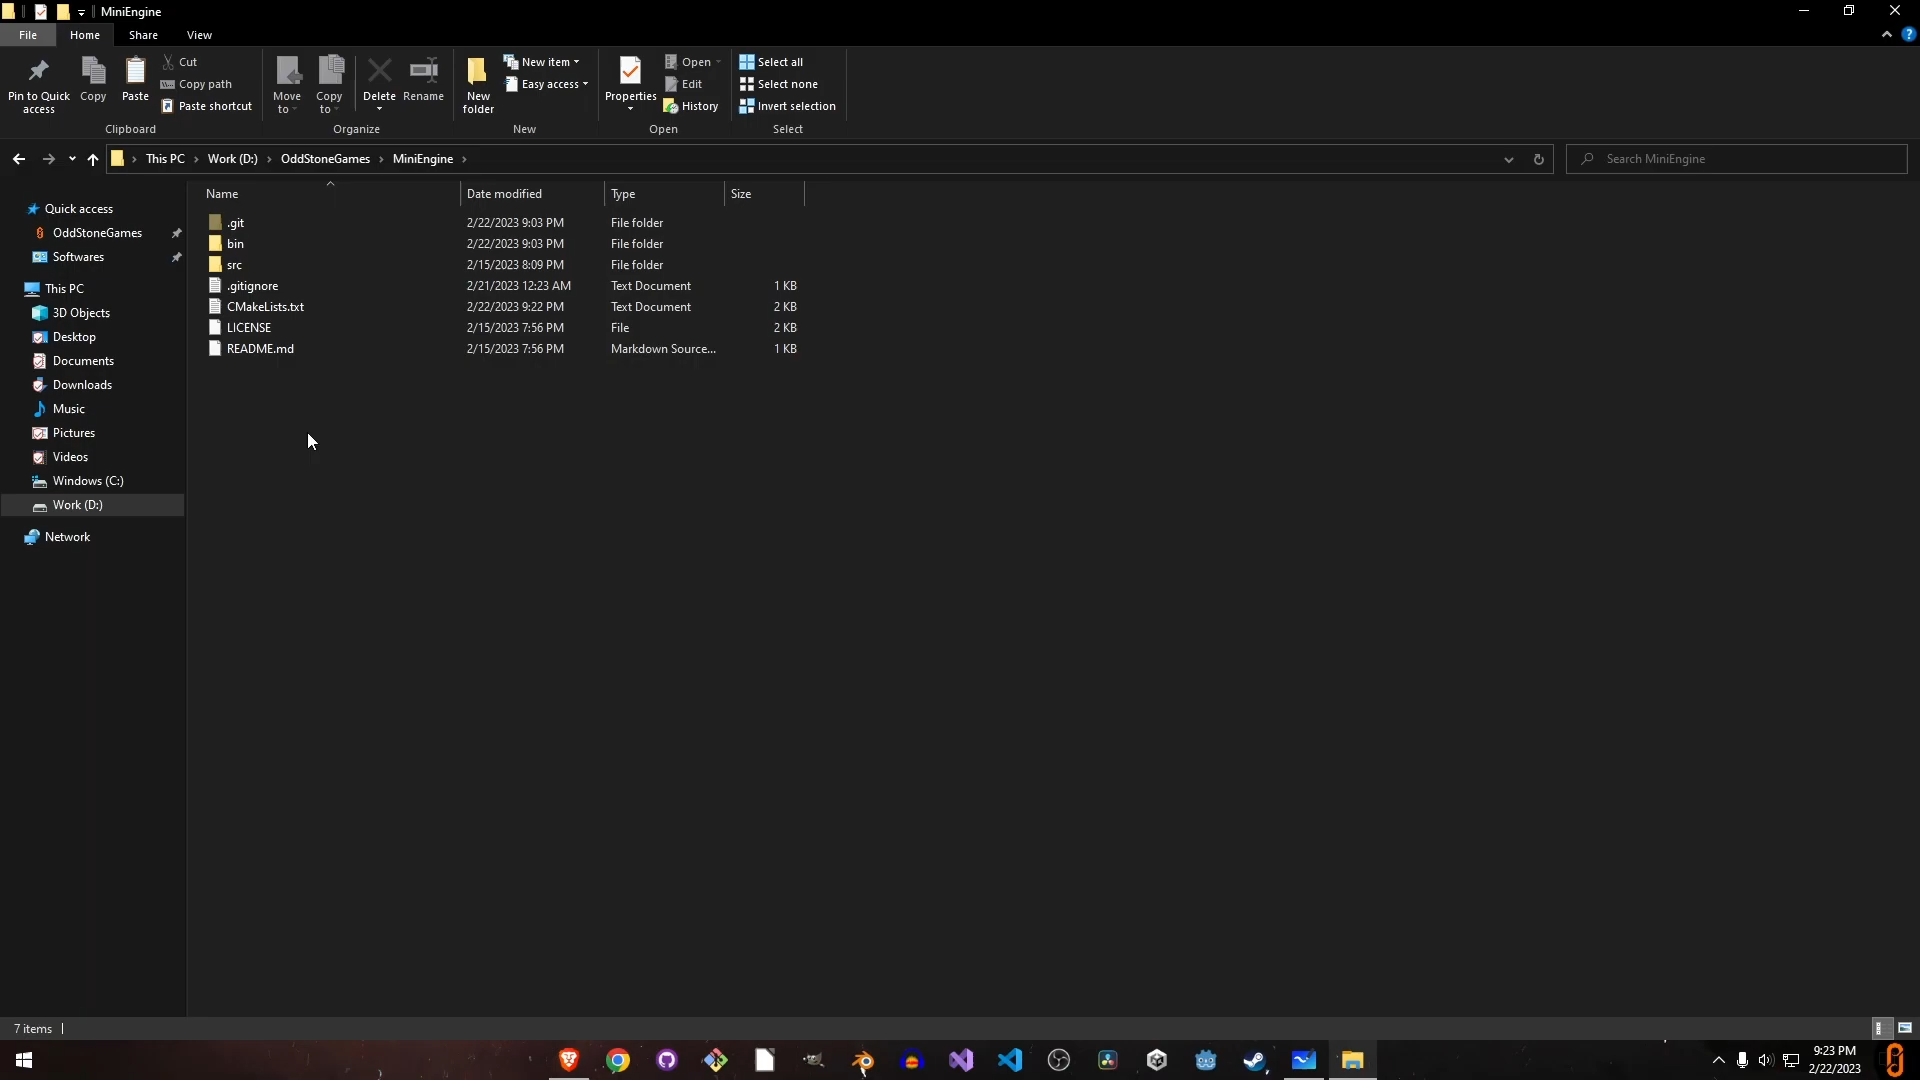 MiniEngine
File Home Share View
Pin to Quick access
Copy
Paste
Cut
Copy path
Paste shortcut
Clipboard
Move to
Copy to
Delete
Rename
Organize
New folder
New item
Easy access
New
Properties
Open
Edit
History
Open
Select all
Select none
Invert selection
Select
This PC Work (D:) OddStoneGames MiniEngine
Search MiniEngine
Quick access
OddStoneGames
Softwares
This PC
3D Objects
Desktop
Documents
Downloads
Music
Pictures
Videos
Windows (C:)
Work (D:)
Network
Name Date modified Type Size
.git 2/22/2023 9:03 PM File folder
bin 2/22/2023 9:03 PM File folder
src 2/15/2023 8:09 PM File folder
.gitignore 2/21/2023 12:23 AM Text Document 1 KB
CMakeLists.txt 2/22/2023 9:22 PM Text Document 2 KB
LICENSE 2/15/2023 7:56 PM File 2 KB
README.md 2/15/2023 7:56 PM Markdown Source... 1 KB
7 items
9:23 PM
2/22/2023